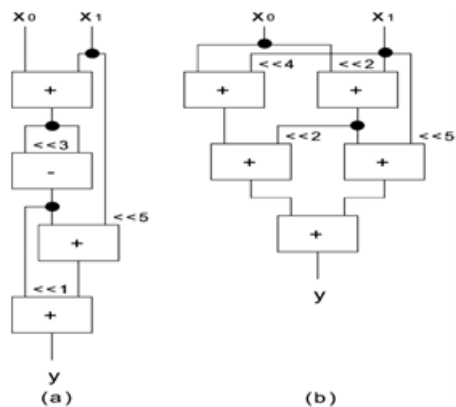 x0 x1 x0 x1
<<4 <<2
+ + +
<<3 <<2 <<5
- + +
<<5
+ +
<<1
+ y
y
(a) (b)